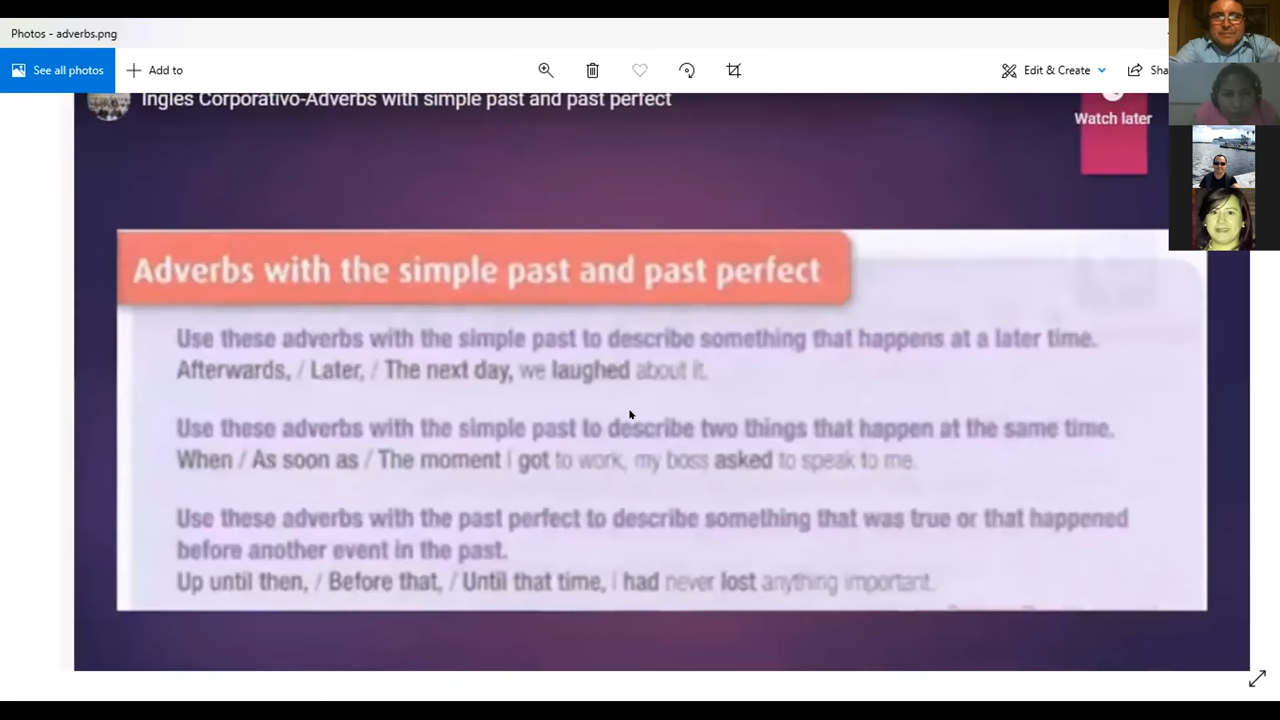 Photos - adverbs.png
See all photos
Add to
Edit & Create
Sha
Ingles Corporativo-Adverbs with simple past and past perfect
Watch later
Adverbs with the simple past and past perfect
Use these adverbs with the simple past to describe something that happens at a later time.
Afterwards, / Later, / The next day, we laughed about it.
Use these adverbs with the simple past to describe two things that happen at the same time.
When / As soon as / The moment I got to work, my boss asked to speak to me.
Use these adverbs with the past perfect to describe something that was true or that happened
before another event in the past.
Up until then, / Before that, / Until that time, I had never lost anything important.